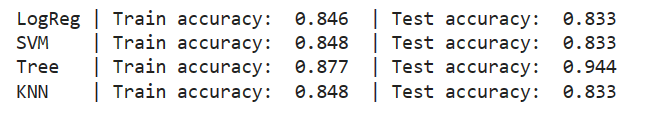 LogReg | Train accuracy:  0.846  | Test accuracy:  0.833
SVM    | Train accuracy:  0.848  | Test accuracy:  0.833
Tree   | Train accuracy:  0.877  | Test accuracy:  0.944
KNN    | Train accuracy:  0.848  | Test accuracy:  0.833